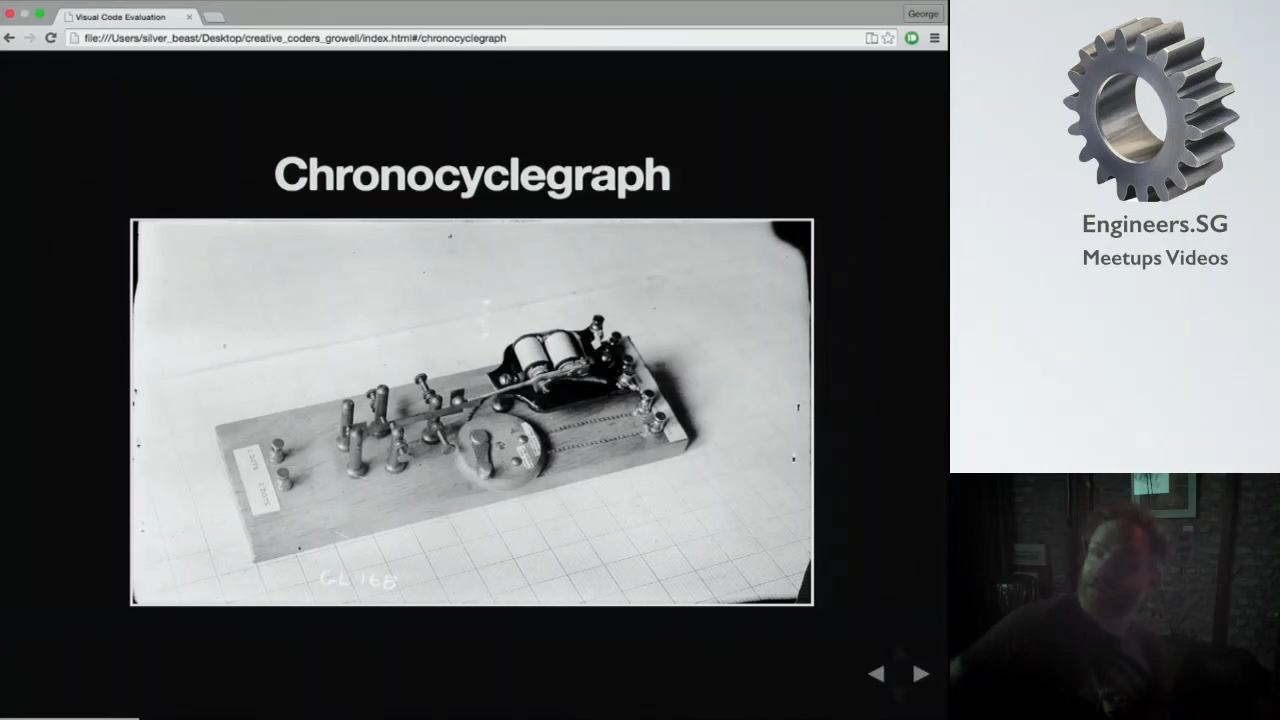 Visual Code Evaluation
George
file:///Users/silver_beast/Desktop/creative_coders_growell/index.html#/chronocyclegraph
Chronocyclegraph
GL 168
Engineers.SG
Meetups Videos